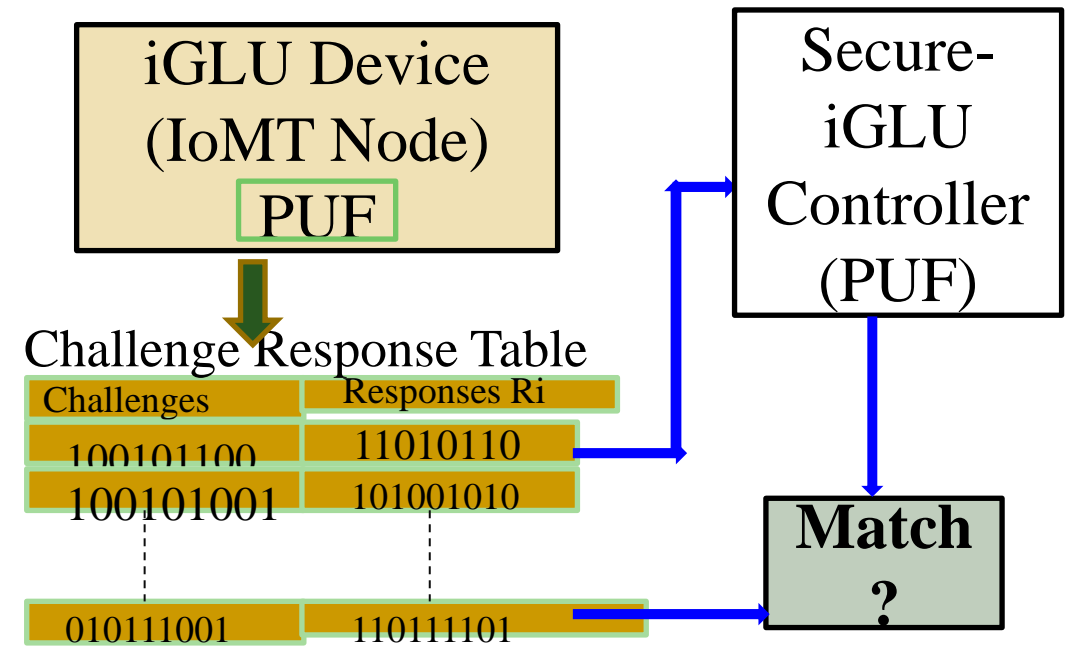 iGLU Device
(IoMT Node)
PUF
Secure-
iGLU
Controller
(PUF)
Challenge Response Table
Challenges
Responses Ri
100101100
11010110
100101001
101001010
010111001
110111101
Match
?